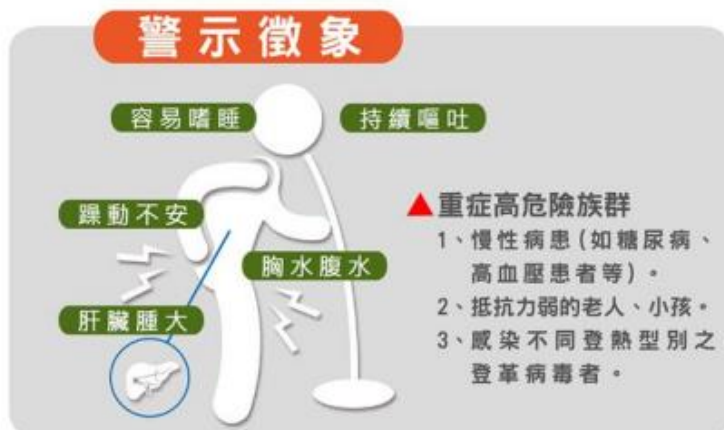 警示徵象
容易嗜睡
持續嘔吐
躁動不安
胸水腹水
肝臟腫大
▲重症高危險族群
1、慢性病患(如糖尿病、
高血壓患者等)。
2、抵抗力弱的老人、小孩。
3、感染不同登熱型別之
登革病毒者。